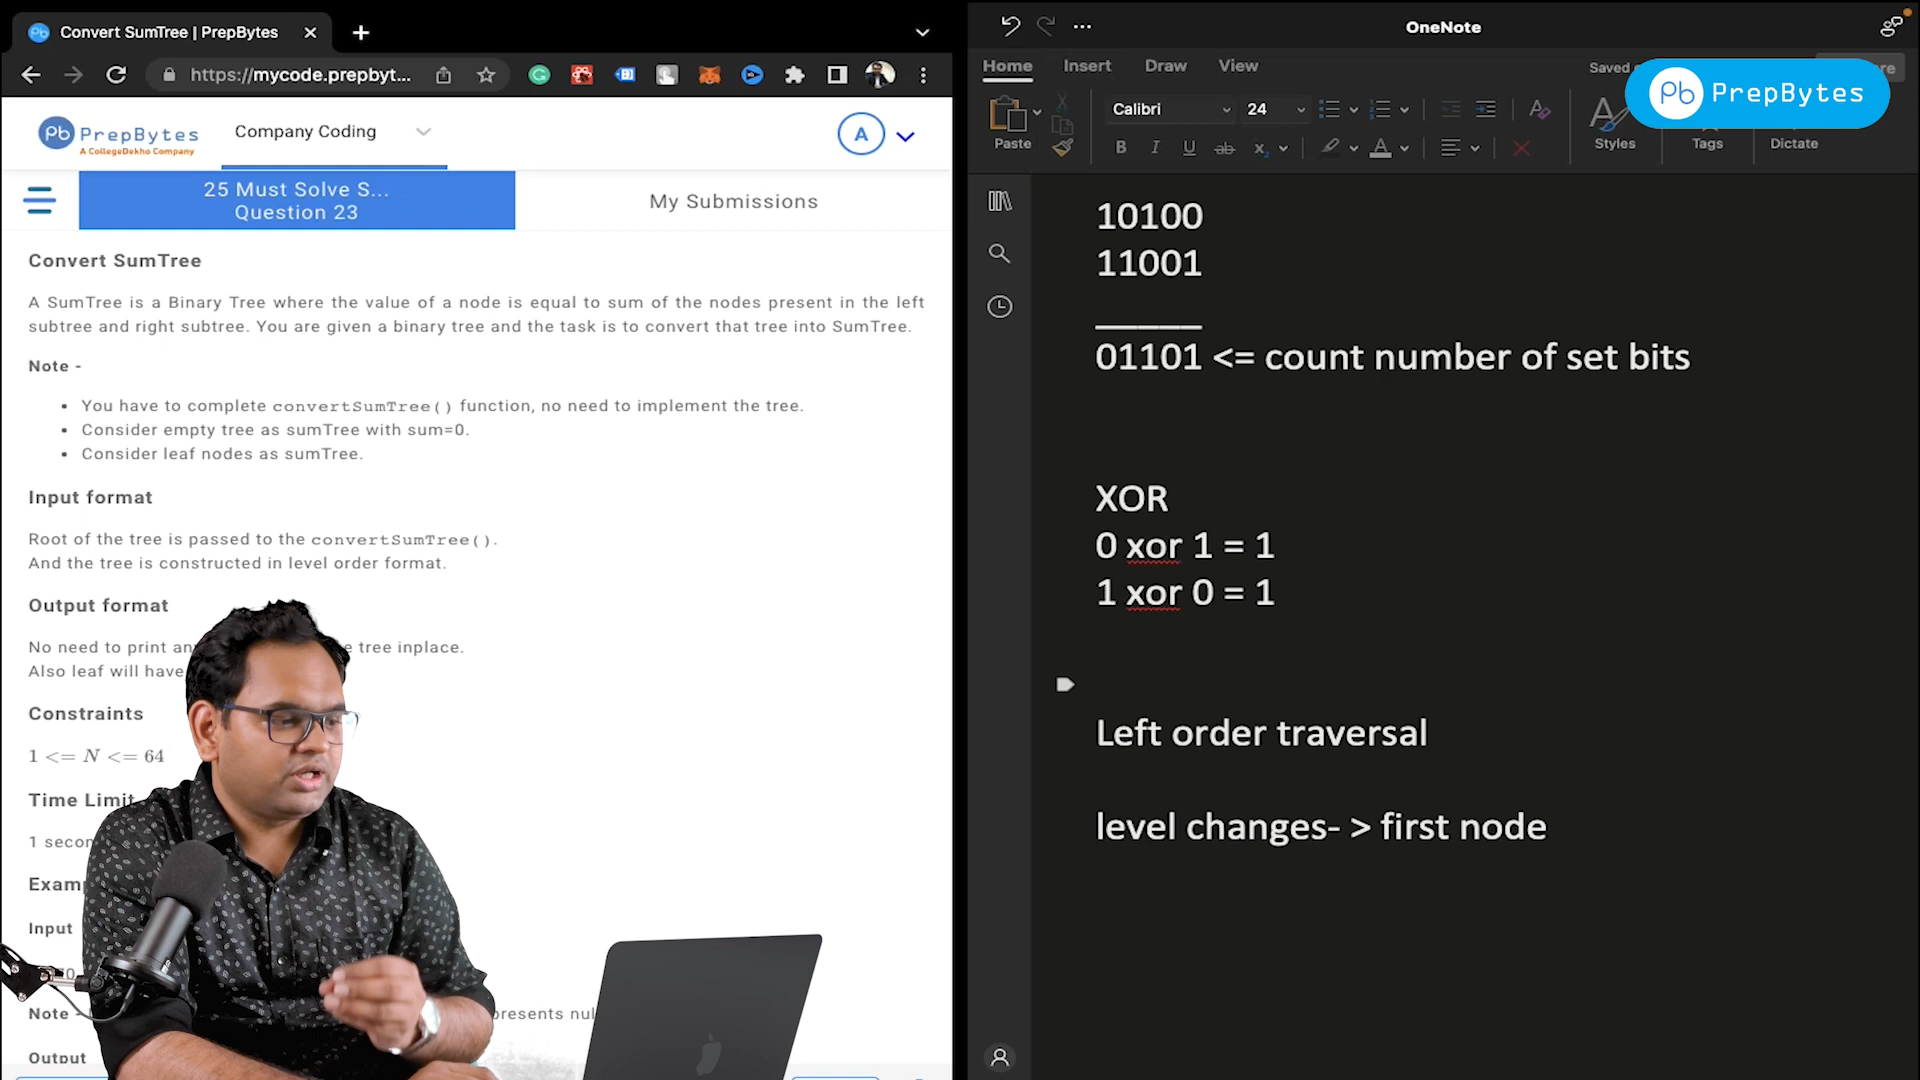 Convert SumTree | PrepBytes
https://mycode.prepbyt...
Pb PrepBytes
A CollegeDekho Company
Company Coding
A
25 Must Solve S...
Question 23
My Submissions
Convert SumTree
A SumTree is a Binary Tree where the value of a node is equal to sum of the nodes present in the left
subtree and right subtree. You are given a binary tree and the task is to convert that tree into SumTree.
Note -
• You have to complete convertSumTree() function, no need to implement the tree.
• Consider empty tree as sumTree with sum=0.
• Consider leaf nodes as sumTree.
Input format
Root of the tree is passed to the convertSumTree().
And the tree is constructed in level order format.
Output format
No need to print tree inplace.
Also leaf will have
Constraints
1 <= N <= 64
Time Limit
1
Input
Note -
Output
OneNote
Home Insert Draw View
Saved
Pb PrepBytes
Paste
Calibri 24
B I U ab x
Styles
Tags
Dictate
10100
11001
_____
01101 <= count number of set bits
XOR
0 xor 1 = 1
1 xor 0 = 1
Left order traversal
level changes- > first node